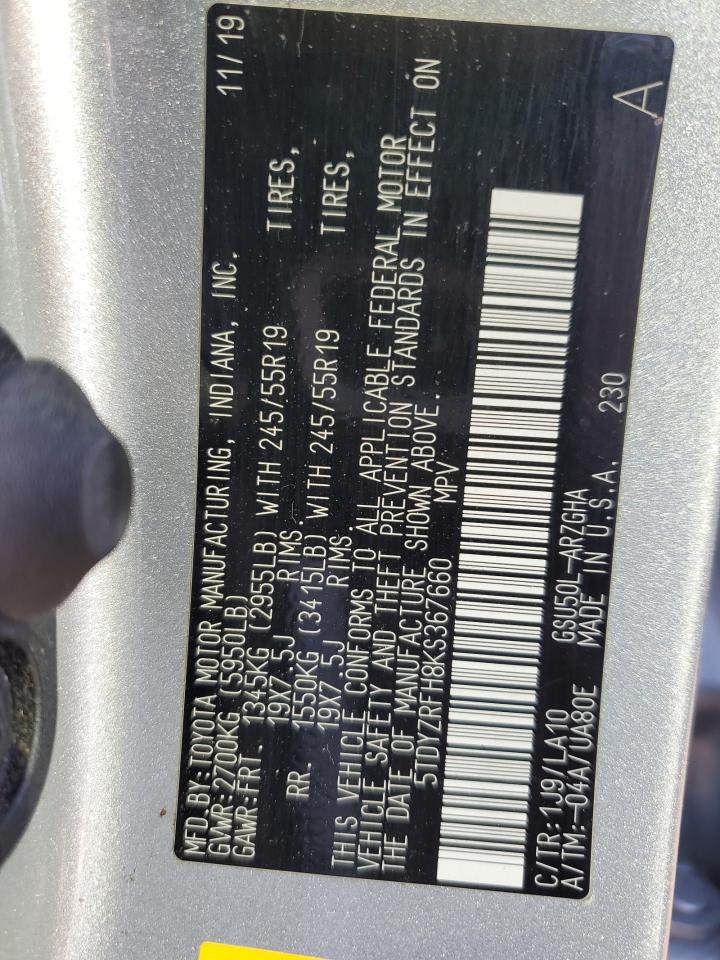 MFD.BY:TOYOTA MOTOR MANUFACTURING, INDIANA, INC. 11/19
GVWR:2700KG (5950LB)
GAWR:FRT. 1345KG (2955LB) WITH 245/55R19 TIRES,
19X7.5J RIMS.
RR. 1550KG (3415LB) WITH 245/55R19 TIRES,
19X7.5J RIMS
THIS VEHICLE CONFORMS TO ALL APPLICABLE FEDERAL MOTOR
VEHICLE SAFETY AND THEFT PREVENTION STANDARDS IN EFFECT ON
THE DATE OF MANUFACTURE SHOWN ABOVE.
5TDYZRFH8KS367660 MPV
C/TR:1J9/LA10 GSU50L-ARZGHA A
A/TM:-04A/UA80E MADE IN U.S.A. 230